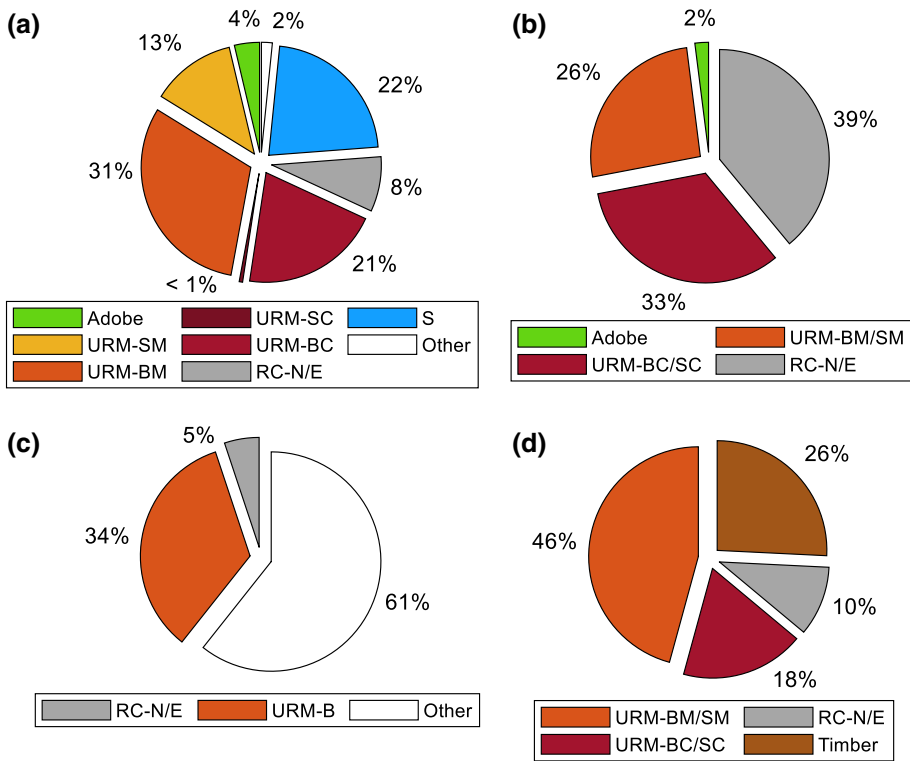 (a)
4%
2%
13%
22%
31%
8%
21%
< 1%
Adobe URM-SC S
URM-SM URM-BC Other
URM-BM RC-N/E
(b)
2%
26%
39%
33%
Adobe URM-BM/SM
URM-BC/SC RC-N/E
(c)
5%
34%
61%
RC-N/E URM-B Other
(d)
26%
46%
10%
18%
URM-BM/SM RC-N/E
URM-BC/SC Timber